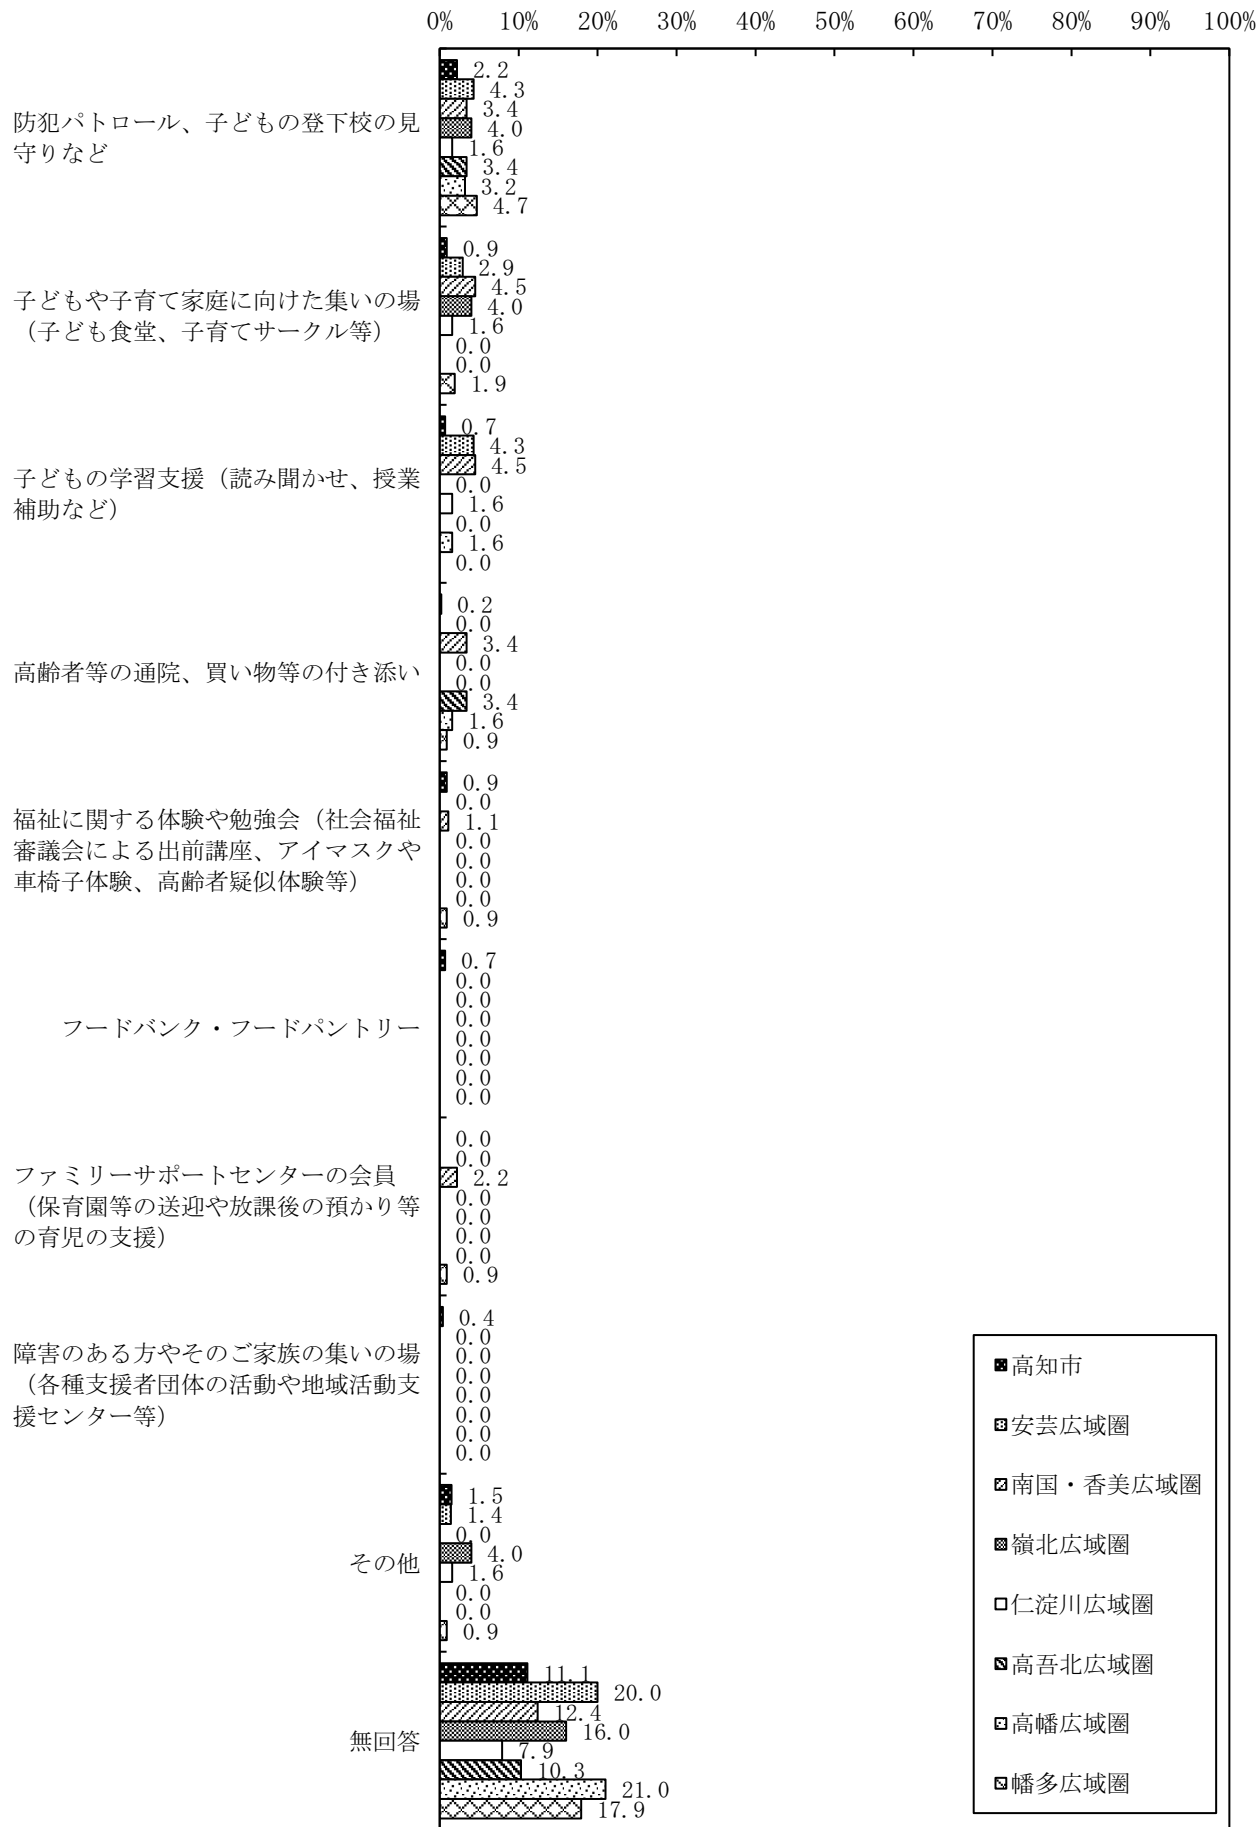 0% 10% 20% 30% 40% 50% 60% 70% 80% 90% 100%
防犯パトロール、子どもの登下校の見
守りなど
2.2
4.3
3.4
4.0
1.6
3.4
3.2
4.7
子どもや子育て家庭に向けた集いの場
（子ども食堂、子育てサークル等）
0.9
2.9
4.5
4.0
1.6
0.0
0.0
1.9
子どもの学習支援（読み聞かせ、授業
補助など）
0.7
4.3
4.5
0.0
1.6
0.0
1.6
0.0
高齢者等の通院、買い物等の付き添い
0.2
0.0
3.4
0.0
0.0
3.4
1.6
0.9
福祉に関する体験や勉強会（社会福祉
審議会による出前講座、アイマスクや
車椅子体験、高齢者疑似体験等）
0.9
0.0
1.1
0.0
0.0
0.0
0.0
0.9
フードバンク・フードパントリー
0.7
0.0
0.0
0.0
0.0
0.0
0.0
0.0
ファミリーサポートセンターの会員
（保育園等の送迎や放課後の預かり等
の育児の支援）
0.0
0.0
2.2
0.0
0.0
0.0
0.0
0.9
障害のある方やそのご家族の集いの場
（各種支援者団体の活動や地域活動支
援センター等）
0.4
0.0
0.0
0.0
0.0
0.0
0.0
0.0
その他
1.5
1.4
0.0
4.0
1.6
0.0
0.0
0.9
無回答
11.1
20.0
12.4
16.0
7.9
10.3
21.0
17.9
高知市
安芸広域圏
南国・香美広域圏
嶺北広域圏
仁淀川広域圏
高吾北広域圏
高幡広域圏
幡多広域圏